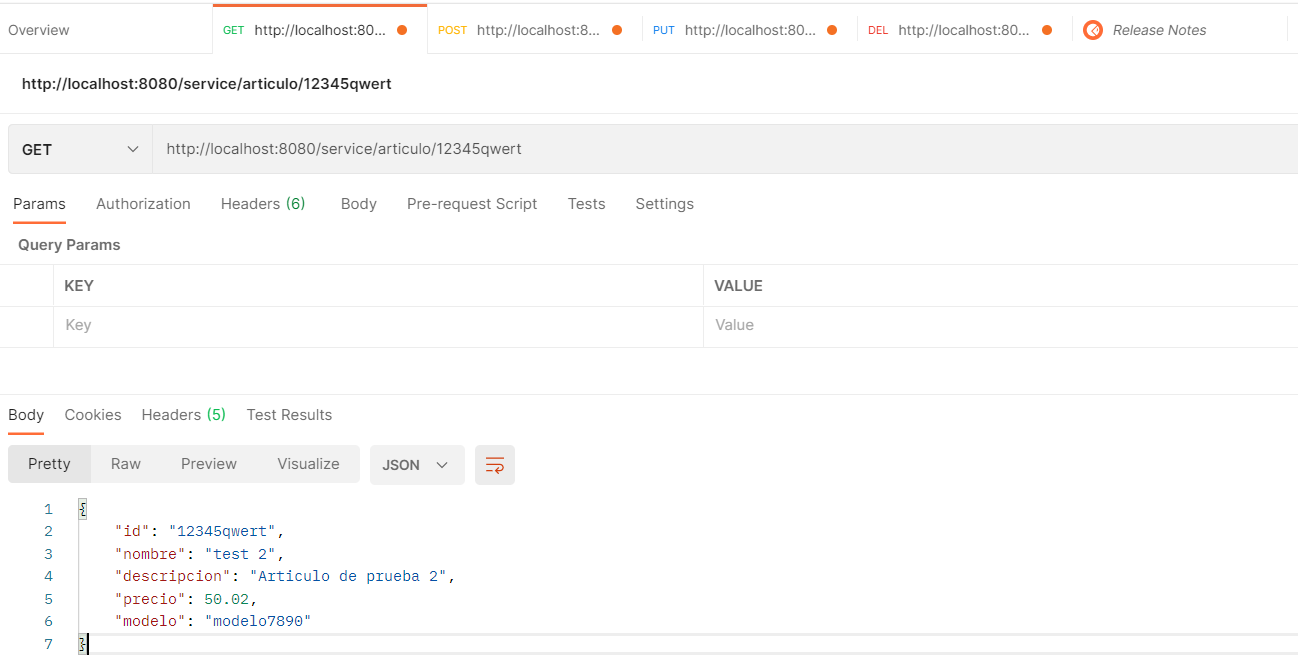 Overview GET http://localhost:80... POST http://localhost:8... PUT http://localhost:80... DEL http://localhost:80... Release Notes
http://localhost:8080/service/articulo/12345qwert
GET http://localhost:8080/service/articulo/12345qwert
Params Authorization Headers (6) Body Pre-request Script Tests Settings
Query Params
KEY VALUE
Key Value
Body Cookies Headers (5) Test Results
Pretty Raw Preview Visualize JSON
1 {
2 "id": "12345qwert",
3 "nombre": "test 2",
4 "descripcion": "Articulo de prueba 2",
5 "precio": 50.02,
6 "modelo": "modelo7890"
7 }